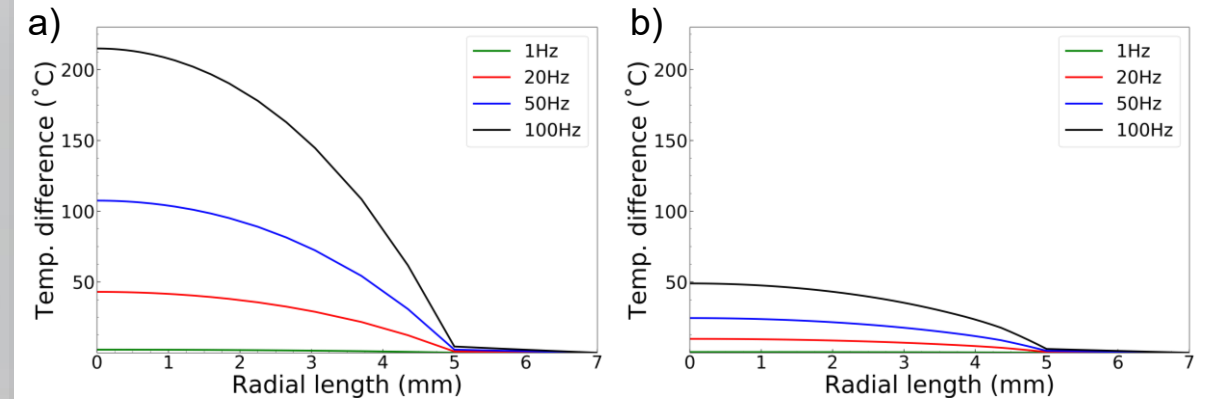 a)
Temp. difference (˚C)
200
150
100
50
0 1 2 3 4 5 6 7
Radial length (mm)
1Hz
20Hz
50Hz
100Hz
b)
Temp. difference (˚C)
200
150
100
50
0 1 2 3 4 5 6 7
Radial length (mm)
1Hz
20Hz
50Hz
100Hz